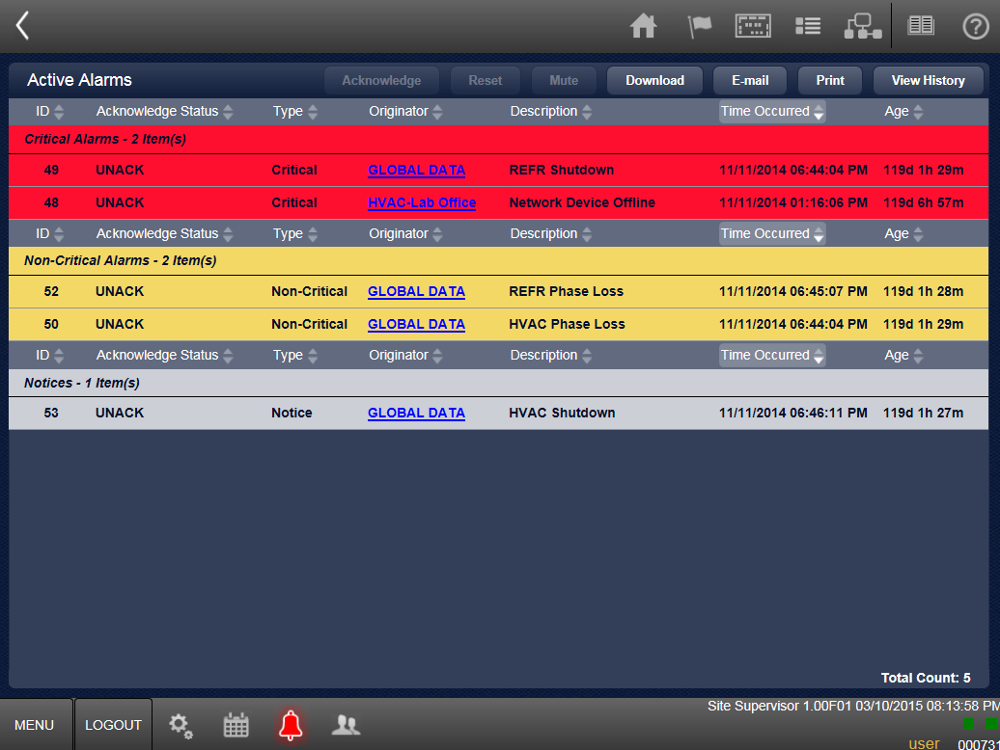 Active Alarms Acknowledge Reset Mute Download E-mail Print View History
ID Acknowledge Status Type Originator Description Time Occurred Age
Critical Alarms - 2 Item(s)
49 UNACK Critical GLOBAL DATA REFR Shutdown 11/11/2014 06:44:04 PM 119d 1h 29m
48 UNACK Critical HVAC-Lab Office Network Device Offline 11/11/2014 01:16:06 PM 119d 6h 57m
ID Acknowledge Status Type Originator Description Time Occurred Age
Non-Critical Alarms - 2 Item(s)
52 UNACK Non-Critical GLOBAL DATA REFR Phase Loss 11/11/2014 06:45:07 PM 119d 1h 28m
50 UNACK Non-Critical GLOBAL DATA HVAC Phase Loss 11/11/2014 06:44:04 PM 119d 1h 29m
ID Acknowledge Status Type Originator Description Time Occurred Age
Notices - 1 Item(s)
53 UNACK Notice GLOBAL DATA HVAC Shutdown 11/11/2014 06:46:11 PM 119d 1h 27m
Total Count: 5
Site Supervisor 1.00F01 03/10/2015 08:13:58 PM
MENU LOGOUT
user 000731